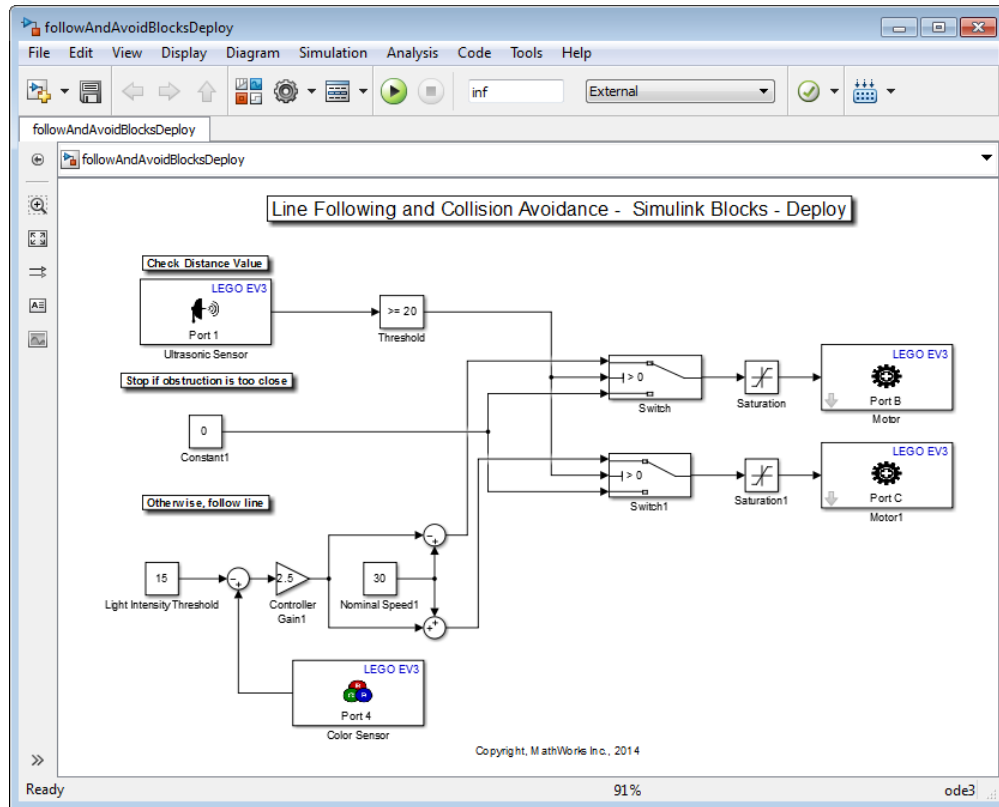 followAndAvoidBlocksDeploy
File Edit View Display Diagram Simulation Analysis Code Tools Help
inf External
followAndAvoidBlocksDeploy
followAndAvoidBlocksDeploy
Line Following and Collision Avoidance - Simulink Blocks - Deploy
Check Distance Value
LEGO EV3
Port 1
Ultrasonic Sensor
>= 20
Threshold
Stop if obstruction is too close
0
Constant1
> 0
Switch
Saturation
LEGO EV3
Port B
Motor
> 0
Switch1
Saturation1
LEGO EV3
Port C
Motor1
Otherwise, follow line
15
Light Intensity Threshold
2.5
Controller
Gain1
30
Nominal Speed1
LEGO EV3
Port 4
Color Sensor
Copyright, MathWorks Inc., 2014
Ready 91% ode3